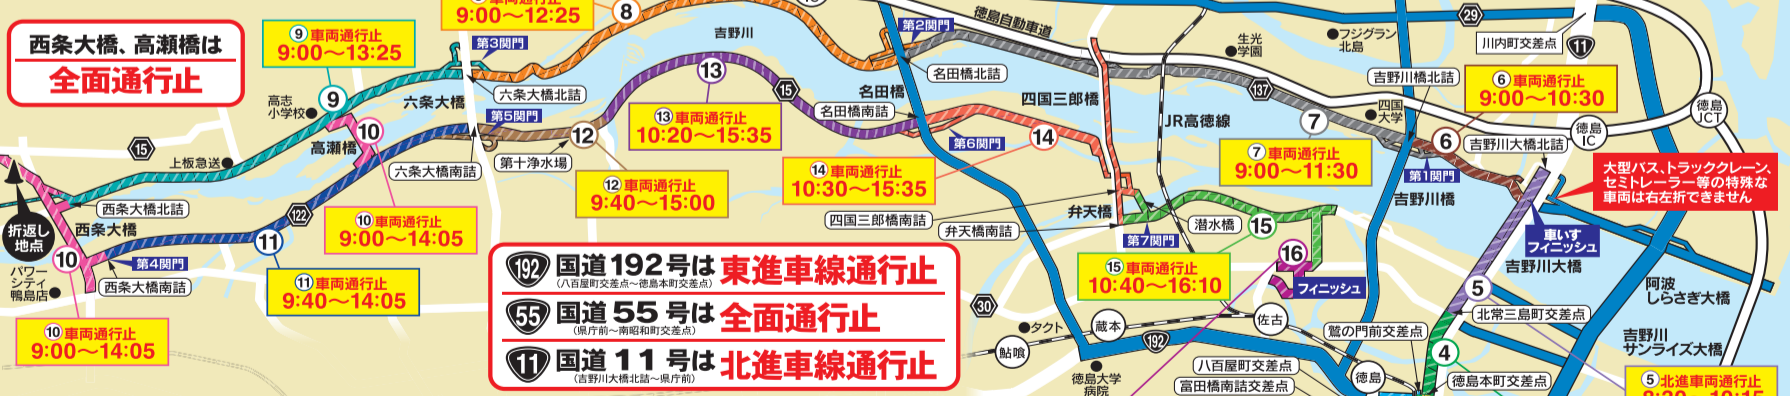 西条大橋、高瀬橋は
全面通行止
⑨車両通行止
9:00〜13:25
車両通行止
9:00〜12:25
8
第3関門
吉野川
第2関門
徳島自動車道
29
生光
学園
フジグラン
北島
川内町交差点
11
高志
小学校
9
10
六条大橋
六条大橋北詰
第5関門
13
15
名田橋
名田橋北詰
名田橋南詰
四国三郎橋
137
JR高徳線
吉野川橋北詰
四国
大学
⑥車両通行止
9:00〜10:30
7
6
徳島
IC
徳島
JCT
15
上板急送
高瀬橋
六条大橋南詰
第十浄水場
12
⑬車両通行止
10:20〜15:35
第6関門
14
⑦車両通行止
9:00〜11:30
吉野川大橋北詰
第1関門
吉野川橋
大型バス、トラッククレーン、
セミトレーラー等の特殊な
車両は右左折できません
折返し
地点
西条大橋北詰
西条大橋
122
⑩車両通行止
9:00〜14:05
⑫車両通行止
9:40〜15:00
⑭車両通行止
10:30〜15:35
四国三郎橋南詰
弁天橋
弁天橋南詰
第7関門
潜水橋
15
16
車いす
フィニッシュ
吉野川大橋
パワー
シティ
鴨島店
10
第4関門
西条大橋南詰
11
⑪車両通行止
9:40〜14:05
⑩車両通行止
9:00〜14:05
192 国道192号は 東進車線通行止
(八百屋町交差点〜徳島本町交差点)
55 国道55号は 全面通行止
(県庁前〜南昭和町交差点)
11 国道11号は 北進車線通行止
(吉野川大橋北詰〜県庁前)
⑮車両通行止
10:40〜16:10
フィニッシュ
5
阿波
しらさぎ大橋
30
タクト
鮎喰
蔵本
佐古
192
鷲の門前交差点
北常三島町交差点
吉野川
サンライズ大橋
4
徳島大学
病院
八百屋町交差点
富田橋南詰交差点
徳島
徳島本町交差点
⑤北進車両通行止